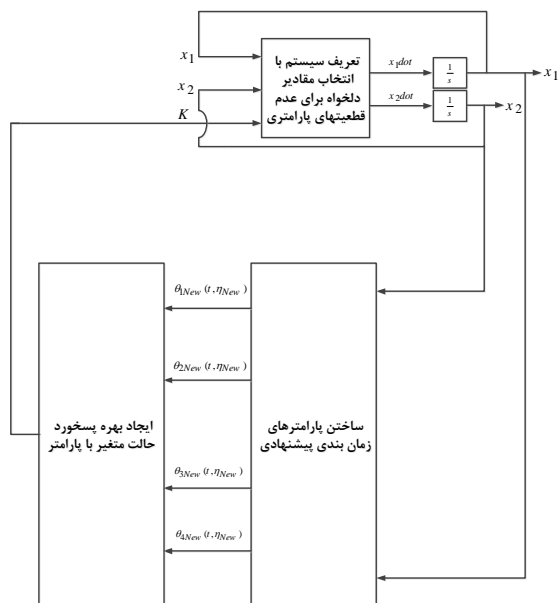 x₁
x₂
K
تعریف سیستم با
انتخاب مقادیر
دلخواه برای عدم
قطعیتهای پارامتری
x₁dot
x₂dot
1/s
1/s
x₁
x₂
θ₁New (t, ηNew)
θ₂New (t, ηNew)
θ₃New (t, ηNew)
θ₄New (t, ηNew)
ایجاد بهره پسخورد
حالت متغیر با پارامتر
ساختن پارامترهای
زمان بندی پیشنهادی